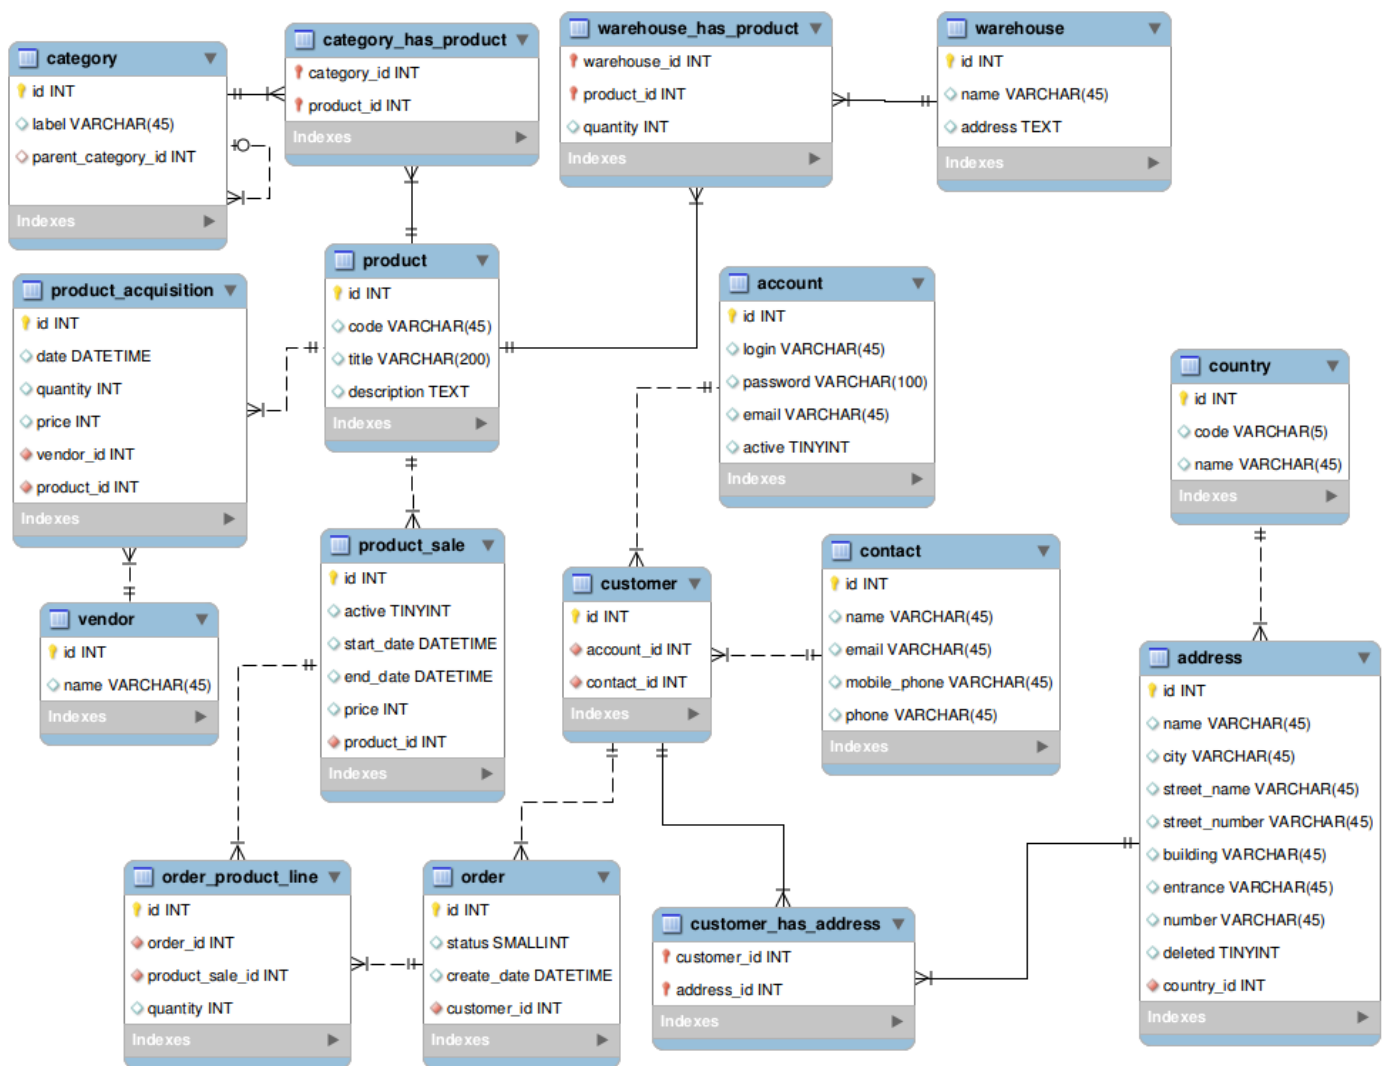 category
id INT
label VARCHAR(45)
parent_category_id INT
Indexes
category_has_product
category_id INT
product_id INT
Indexes
warehouse_has_product
warehouse_id INT
product_id INT
quantity INT
Indexes
warehouse
id INT
name VARCHAR(45)
address TEXT
Indexes
product_acquisition
id INT
date DATETIME
quantity INT
price INT
vendor_id INT
product_id INT
Indexes
product
id INT
code VARCHAR(45)
title VARCHAR(200)
description TEXT
Indexes
account
id INT
login VARCHAR(45)
password VARCHAR(100)
email VARCHAR(45)
active TINYINT
Indexes
country
id INT
code VARCHAR(5)
name VARCHAR(45)
Indexes
vendor
id INT
name VARCHAR(45)
Indexes
product_sale
id INT
active TINYINT
start_date DATETIME
end_date DATETIME
price INT
product_id INT
Indexes
customer
id INT
account_id INT
contact_id INT
Indexes
contact
id INT
name VARCHAR(45)
email VARCHAR(45)
mobile_phone VARCHAR(45)
phone VARCHAR(45)
Indexes
address
id INT
name VARCHAR(45)
city VARCHAR(45)
street_name VARCHAR(45)
street_number VARCHAR(45)
building VARCHAR(45)
entrance VARCHAR(45)
number VARCHAR(45)
deleted TINYINT
country_id INT
Indexes
order_product_line
id INT
order_id INT
product_sale_id INT
quantity INT
Indexes
order
id INT
status SMALLINT
create_date DATETIME
customer_id INT
Indexes
customer_has_address
customer_id INT
address_id INT
Indexes